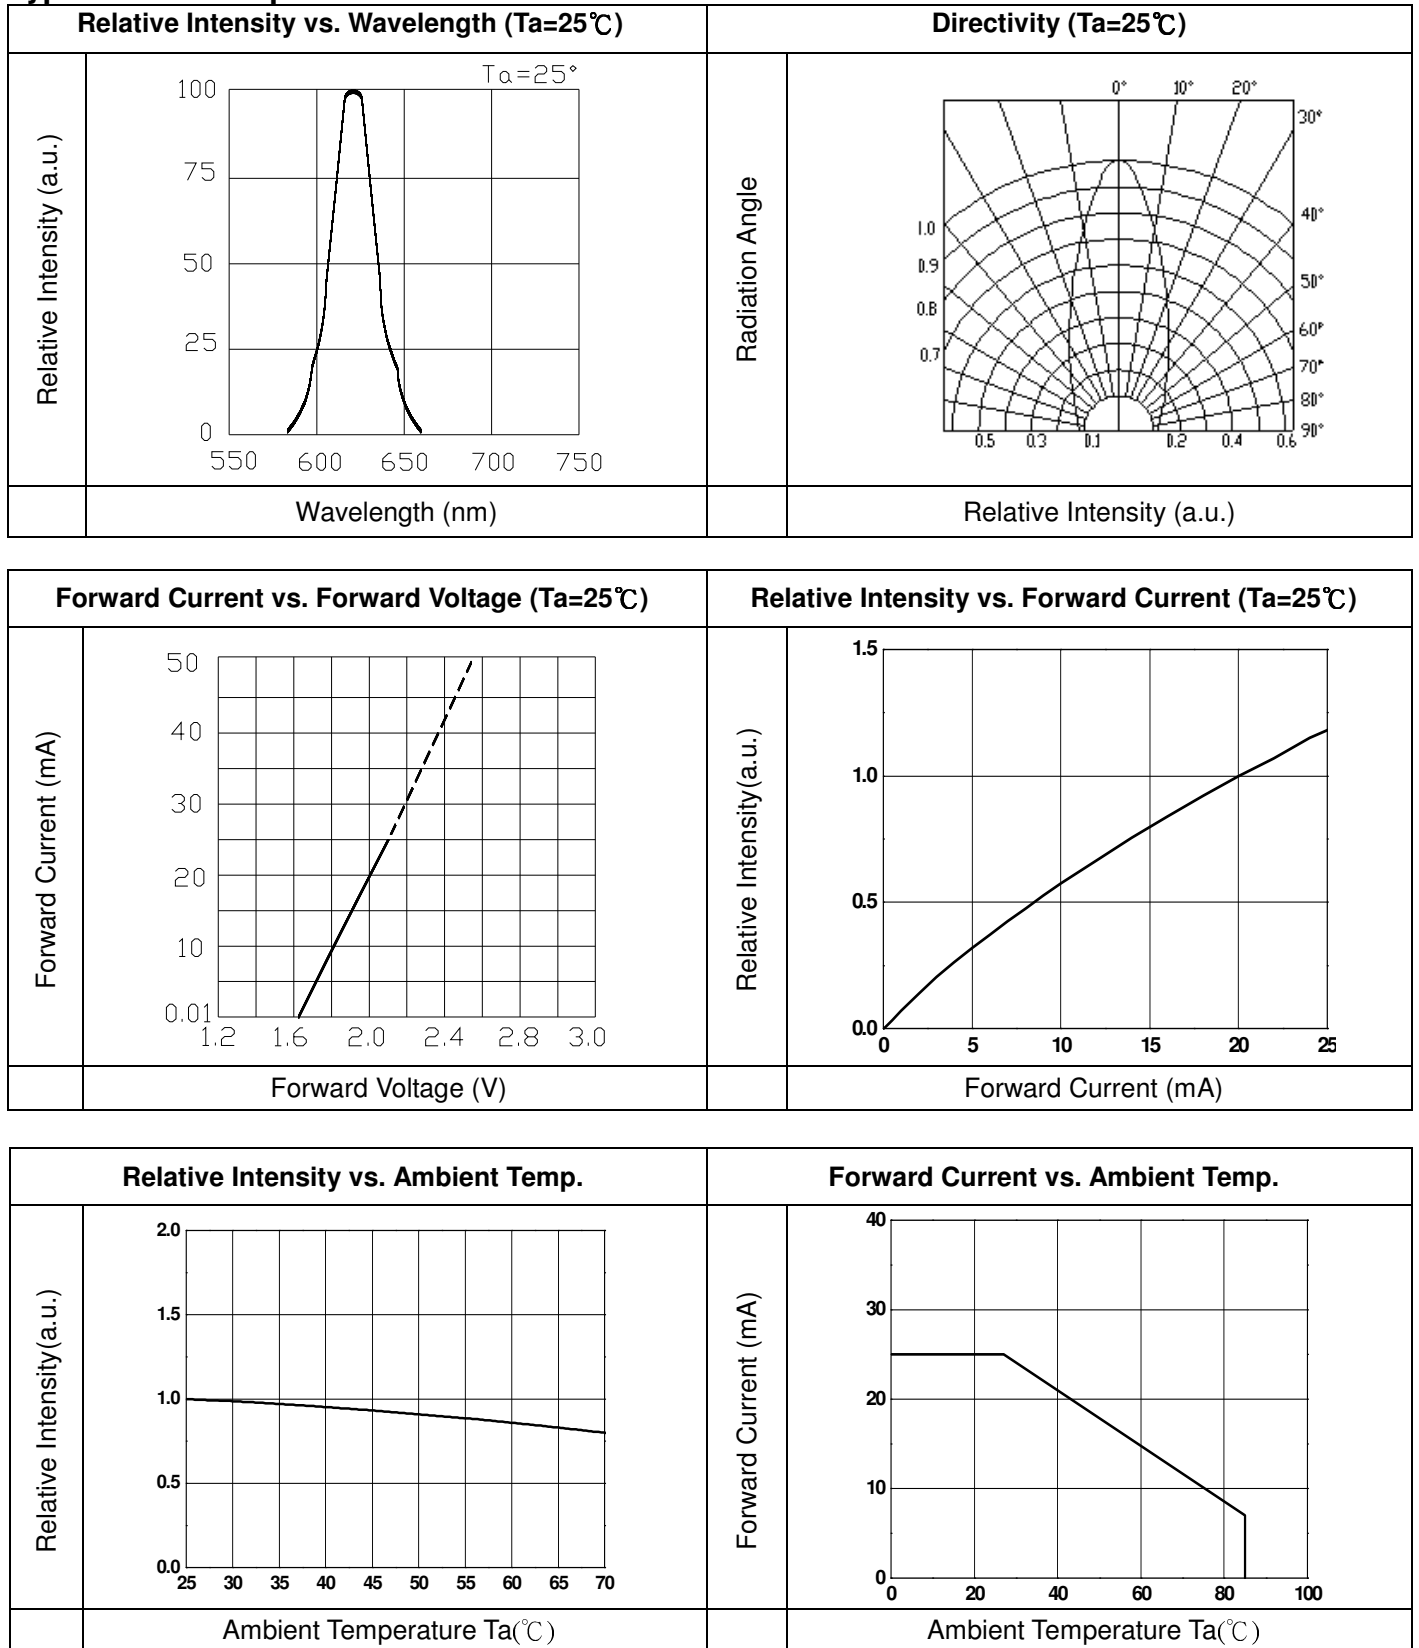 Relative Intensity vs. Wavelength (Ta=25℃)
Directivity (Ta=25℃)
Relative Intensity (a.u.)
Ta=25°
100
75
50
25
0
550 600 650 700 750
Wavelength (nm)
Radiation Angle
0° 10° 20°
30°
40°
50°
60°
70°
80°
90°
1.0
0.9
0.8
0.7
0.5 0.3 0.1 0.2 0.4 0.6
Relative Intensity (a.u.)
Forward Current vs. Forward Voltage (Ta=25℃)
Relative Intensity vs. Forward Current (Ta=25℃)
Forward Current (mA)
50
40
30
20
10
0.01
1.2 1.6 2.0 2.4 2.8 3.0
Forward Voltage (V)
Relative Intensity(a.u.)
1.5
1.0
0.5
0.0
0 5 10 15 20 25
Forward Current (mA)
Relative Intensity vs. Ambient Temp.
Forward Current vs. Ambient Temp.
Relative Intensity(a.u.)
2.0
1.5
1.0
0.5
0.0
25 30 35 40 45 50 55 60 65 70
Ambient Temperature Ta(℃)
Forward Current (mA)
40
30
20
10
0
0 20 40 60 80 100
Ambient Temperature Ta(℃)